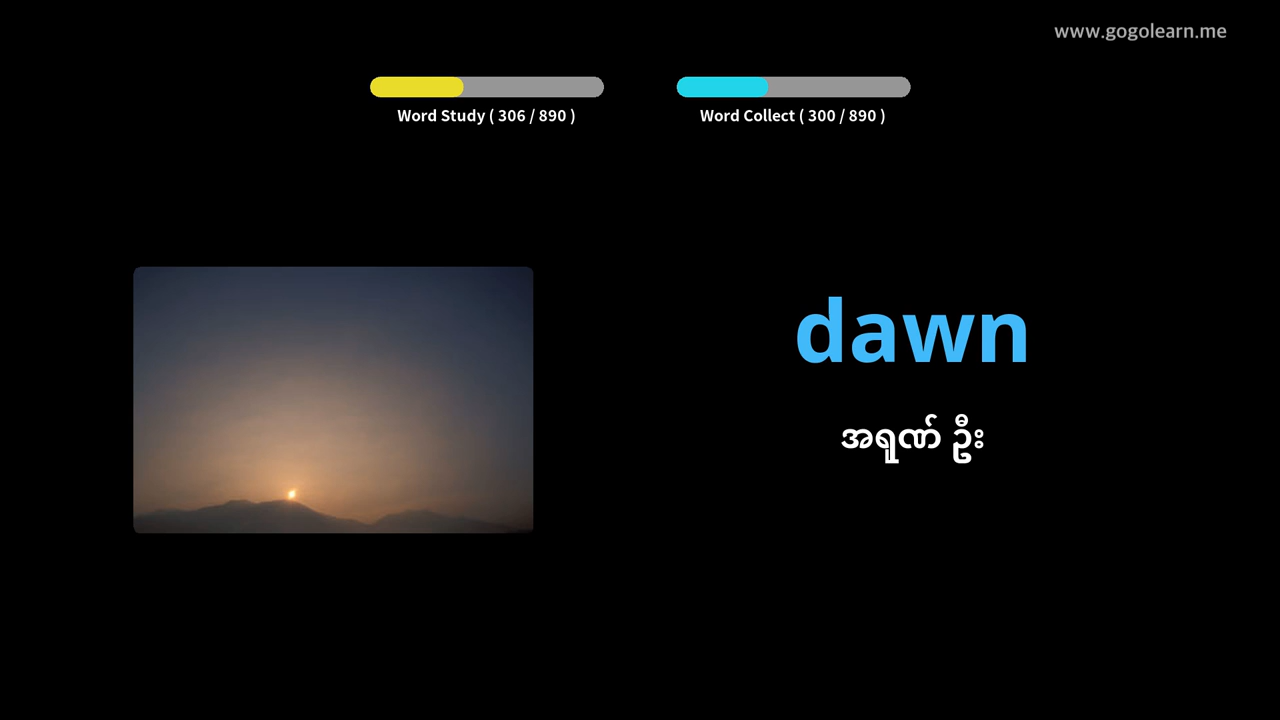 www.gogolearn.me
Word Study ( 306 / 890 )
Word Collect ( 300 / 890 )
dawn
အရုဏ် ဦး